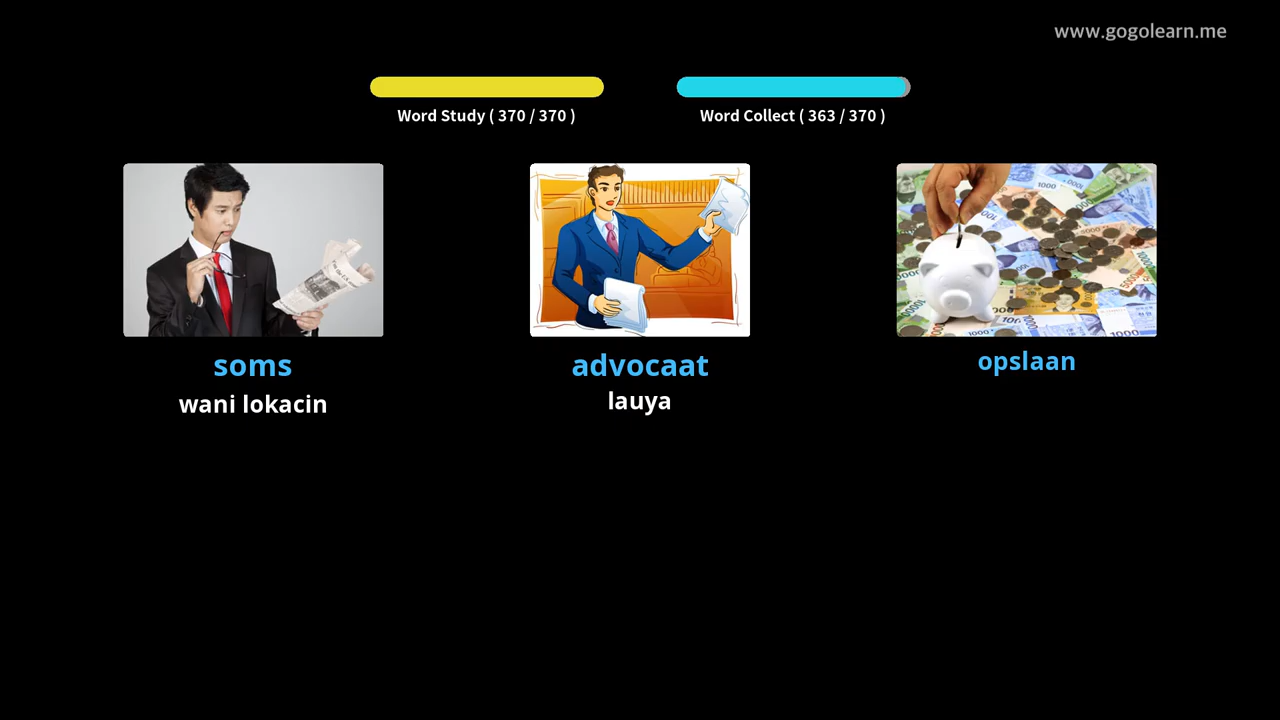 www.gogolearn.me
Word Study ( 370 / 370 )
Word Collect ( 363 / 370 )
soms
wani lokacin
advocaat
lauya
opslaan